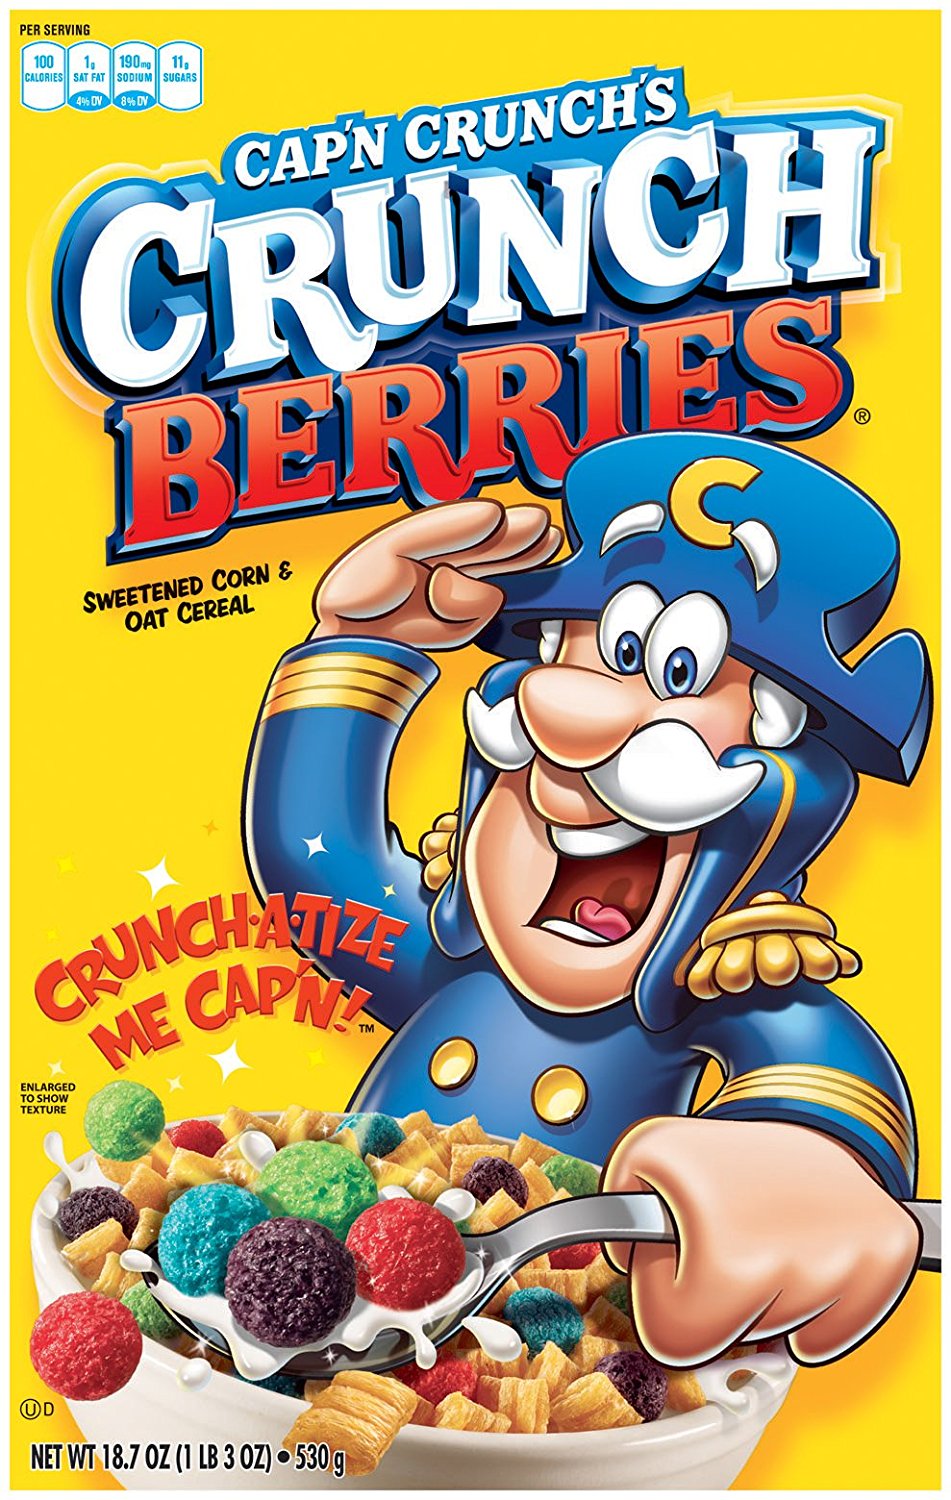 PER SERVING
100 CALORIES
1g SAT FAT
4% DV
190mg SODIUM
8% DV
11g SUGARS
CAP'N CRUNCH'S
CRUNCH
BERRIES®
C
SWEETENED CORN &
OAT CEREAL
CRUNCH-A-TIZE
ME CAP'N!™
ENLARGED
TO SHOW
TEXTURE
Ⓤ D
NET WT 18.7 OZ (1 LB 3 OZ) • 530 g